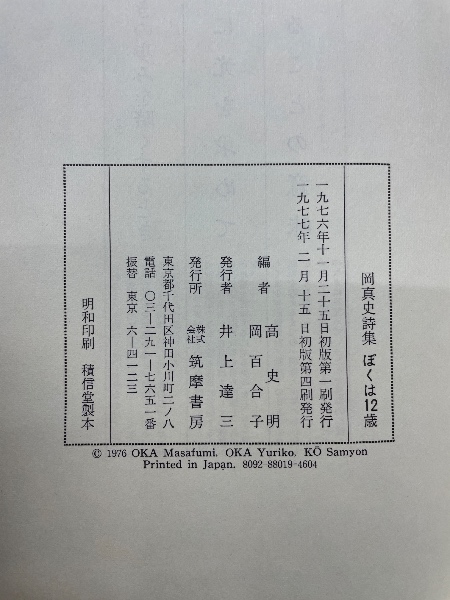 岡真史詩集 ぼくは12歳
一九七六年十一月二十五日初版第一刷発行
一九七七年 二月 十五 日初版第四刷発行
編者 高史明
岡百合子
発行者 井上達三
発行所 株式会社 筑摩書房
東京都千代田区神田小川町二ノ八
電話 〇三―二九一―七六五一番
振替 東京 六―四一二三
明和印刷 積信堂製本
© 1976 OKA Masafumi, OKA Yuriko, KŌ Samyon
Printed in Japan. 8092-88019-4604